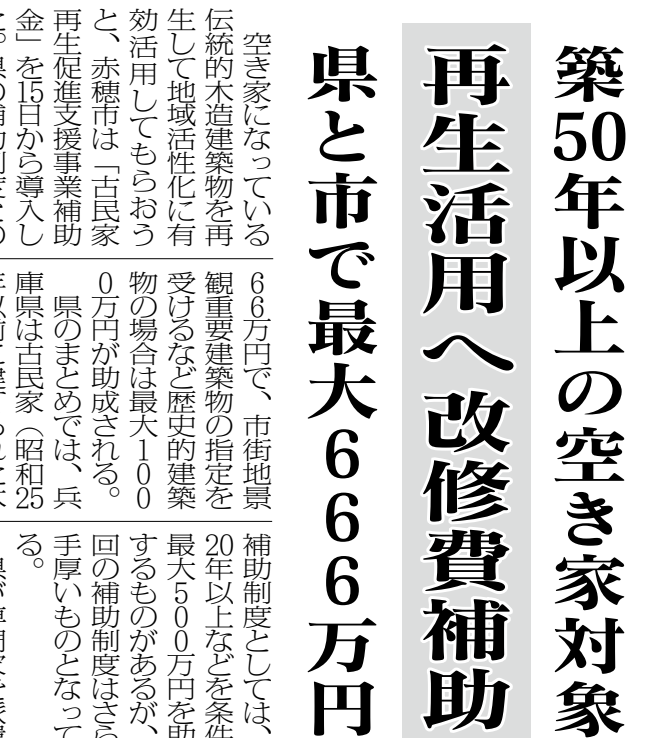 築50年以上の空き家対象
再生活用へ改修費補助
県と市で最大666万円
空き家になっている
伝統的木造建築物を再
生して地域活性化に有
効活用してもらおう
と、赤穂市は「古民家
再生促進支援事業補助
金」を15日から導入し
66万円で、市街地景
観重要建築物の指定を
受けるなど歴史的建築
物の場合は最大100
0万円が助成される。
県のまとめでは、兵
庫県は古民家（昭和25
補助制度としては、
20年以上などを条件
最大500万円を助
するものがあるが、
回の補助制度はさら
手厚いものとなって
る。